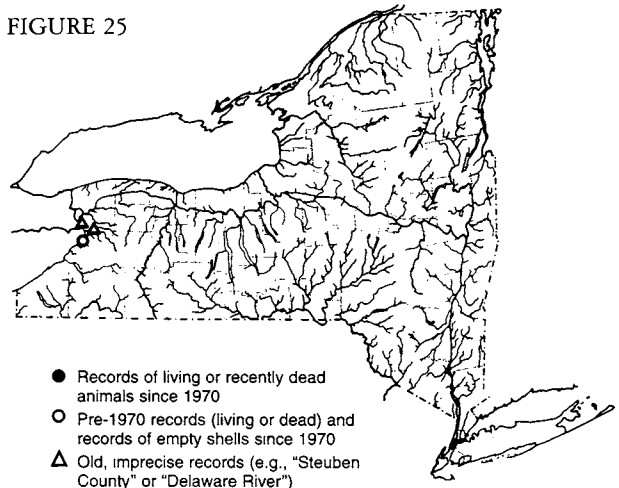 FIGURE 25
● Records of living or recently dead
animals since 1970
○ Pre-1970 records (living or dead) and
records of empty shells since 1970
△ Old, imprecise records (e.g., “Steuben
County” or “Delaware River”)